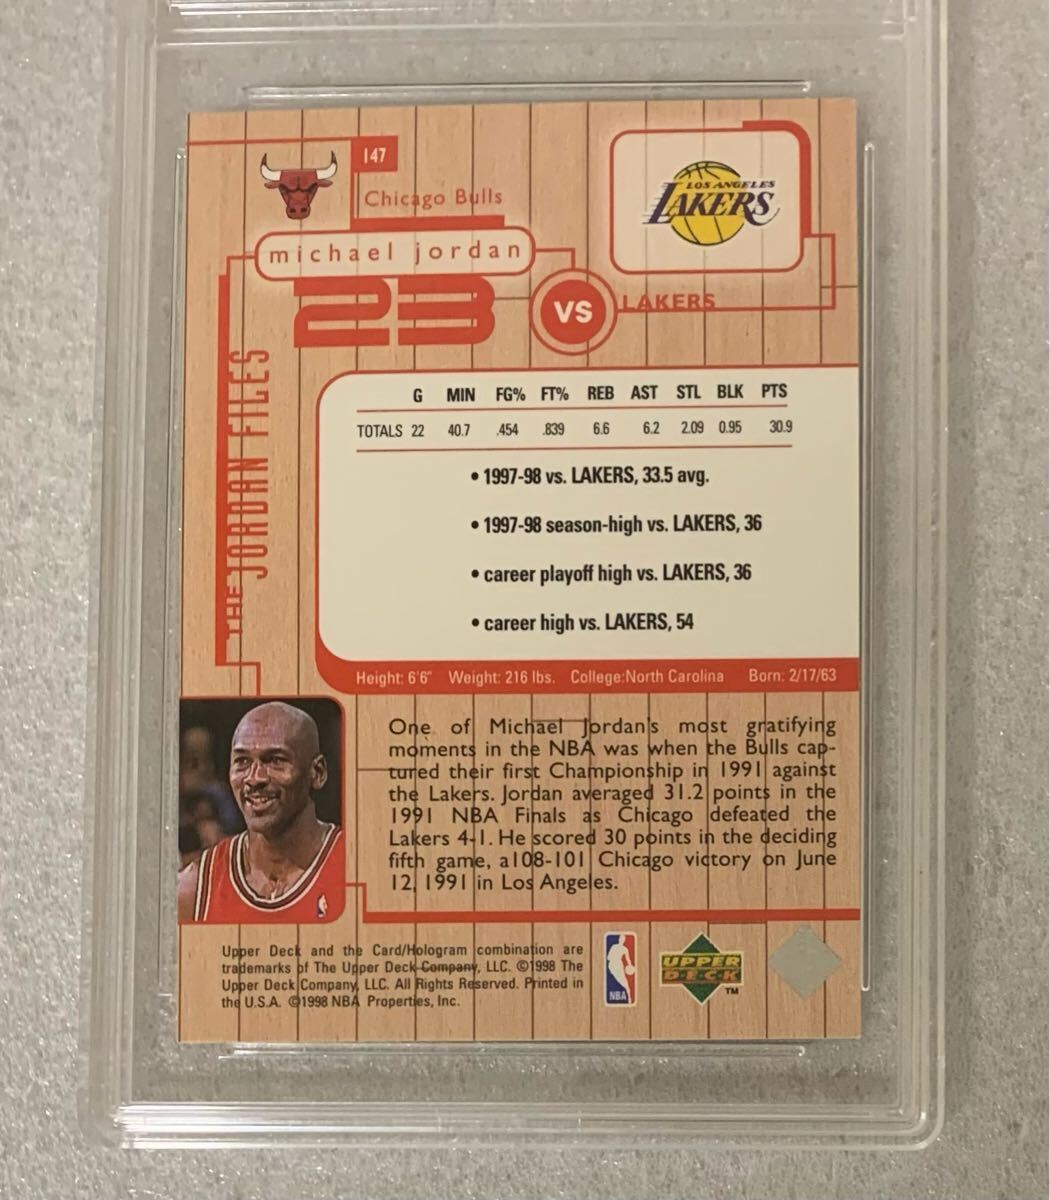 147
Chicago Bulls
michael jordan
23
VS
LAKERS
LOS ANGELES
LAKERS
THE JORDAN FILES
G MIN FG% FT% REB AST STL BLK PTS
TOTALS 22 40.7 .454 .839 6.6 6.2 2.09 0.95 30.9
• 1997-98 vs. LAKERS, 33.5 avg.
• 1997-98 season-high vs. LAKERS, 36
• career playoff high vs. LAKERS, 36
• career high vs. LAKERS, 54
Height: 6'6" Weight: 216 lbs. College:North Carolina Born: 2/17/63
One of Michael Jordan's most gratifying
moments in the NBA was when the Bulls cap-
tured their first Championship in 1991 against
the Lakers. Jordan averaged 31.2 points in the
1991 NBA Finals as Chicago defeated the
Lakers 4-1. He scored 30 points in the deciding
fifth game, a108-101 Chicago victory on June
12, 1991 in Los Angeles.
Upper Deck and the Card/Hologram combination are
trademarks of The Upper Deck Company, LLC. ©1998 The
Upper Deck Company, LLC. All Rights Reserved. Printed in
the U.S.A. ©1998 NBA Properties, Inc.
NBA
UPPER
DECK
TM